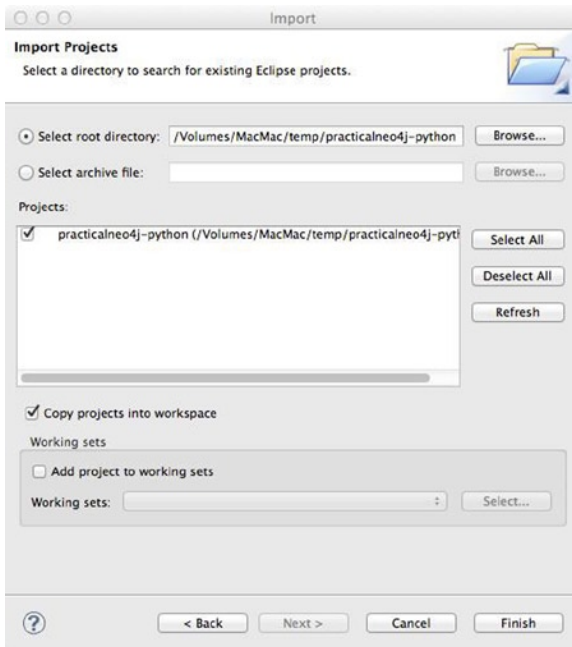 Import
Import Projects
Select a directory to search for existing Eclipse projects.
Select root directory: /Volumes/MacMac/temp/practicalneo4j-python Browse...
Select archive file: Browse...
Projects:
practicalneo4j-python (/Volumes/MacMac/temp/practicalneo4j-pyt
Select All
Deselect All
Refresh
Copy projects into workspace
Working sets
Add project to working sets
Working sets: Select...
? < Back Next > Cancel Finish